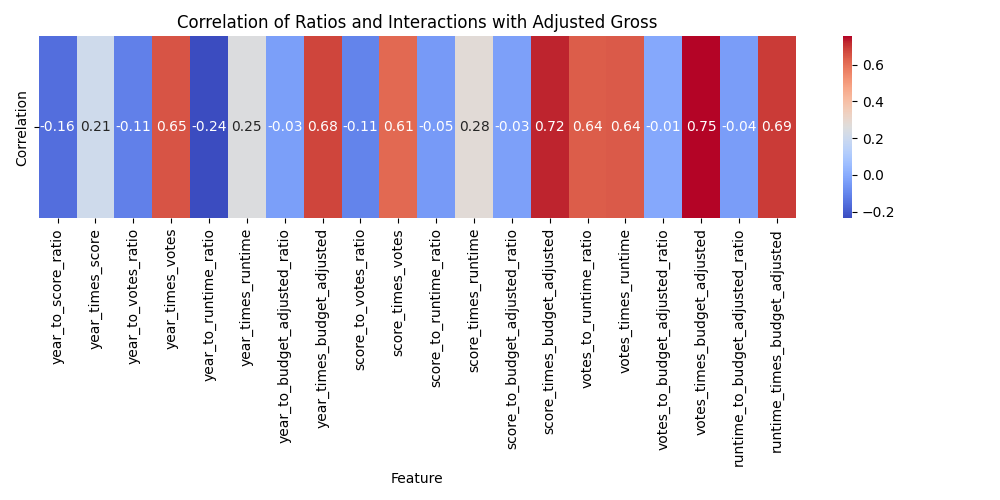 Correlation of Ratios and Interactions with Adjusted Gross
Correlation
-0.16 0.21 -0.11 0.65 -0.24 0.25 -0.03 0.68 -0.11 0.61 -0.05 0.28 -0.03 0.72 0.64 0.64 -0.01 0.75 -0.04 0.69
year_to_score_ratio
year_times_score
year_to_votes_ratio
year_times_votes
year_to_runtime_ratio
year_times_runtime
year_to_budget_adjusted_ratio
year_times_budget_adjusted
score_to_votes_ratio
score_times_votes
score_to_runtime_ratio
score_times_runtime
score_to_budget_adjusted_ratio
score_times_budget_adjusted
votes_to_runtime_ratio
votes_times_runtime
votes_to_budget_adjusted_ratio
votes_times_budget_adjusted
runtime_to_budget_adjusted_ratio
runtime_times_budget_adjusted
Feature
0.6
0.4
0.2
0.0
−0.2